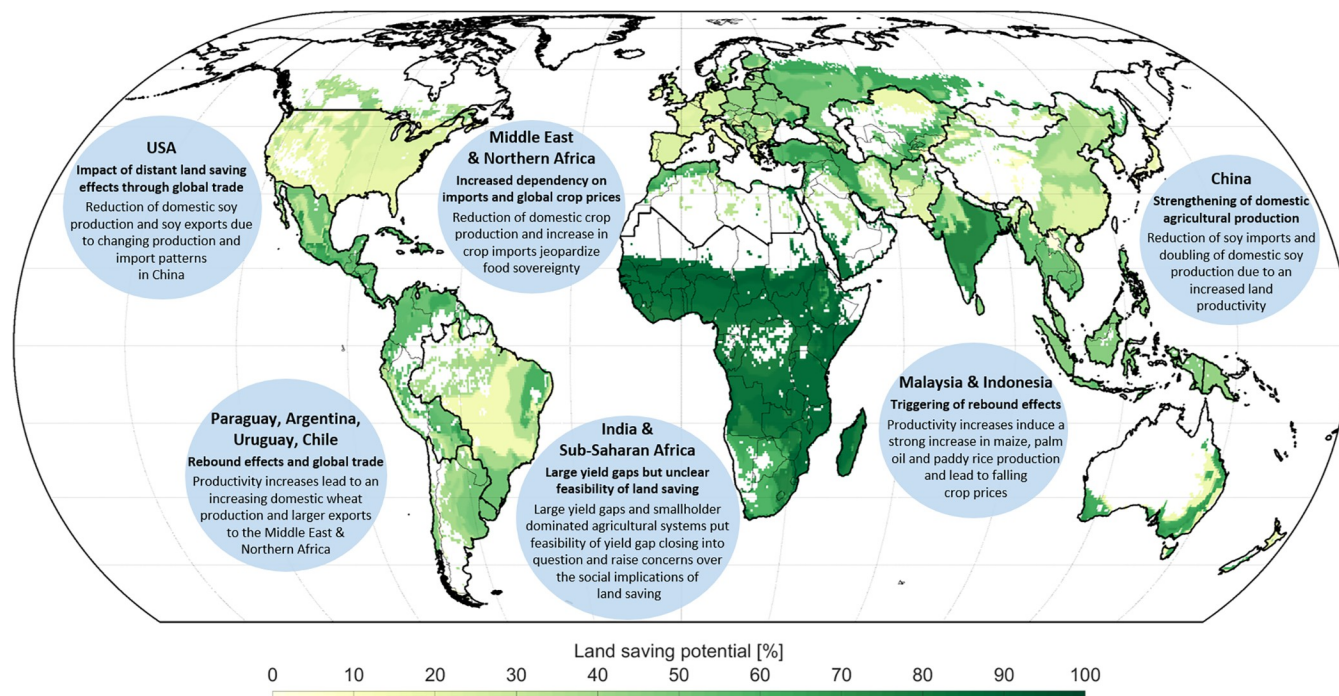 USA
Impact of distant land saving
effects through global trade
Reduction of domestic soy
production and soy exports due
to changing production and
import patterns
in China
Middle East
& Northern Africa
Increased dependency on
imports and global crop prices
Reduction of domestic crop
production and increase in
crop imports jeopardize
food sovereignty
China
Strengthening of domestic
agricultural production
Reduction of soy imports and
doubling of domestic soy
production due to an
increased land
productivity
Paraguay, Argentina,
Uruguay, Chile
Rebound effects and global trade
Productivity increases lead to an
increasing domestic wheat
production and larger exports
to the Middle East &
Northern Africa
India &
Sub-Saharan Africa
Large yield gaps but unclear
feasibility of land saving
Large yield gaps and smallholder
dominated agricultural systems put
feasibility of yield gap closing into
question and raise concerns over
the social implications of
land saving
Malaysia & Indonesia
Triggering of rebound effects
Productivity increases induce a
strong increase in maize, palm
oil and paddy rice production
and lead to falling
crop prices
Land saving potential [%]
0 10 20 30 40 50 60 70 80 90 100